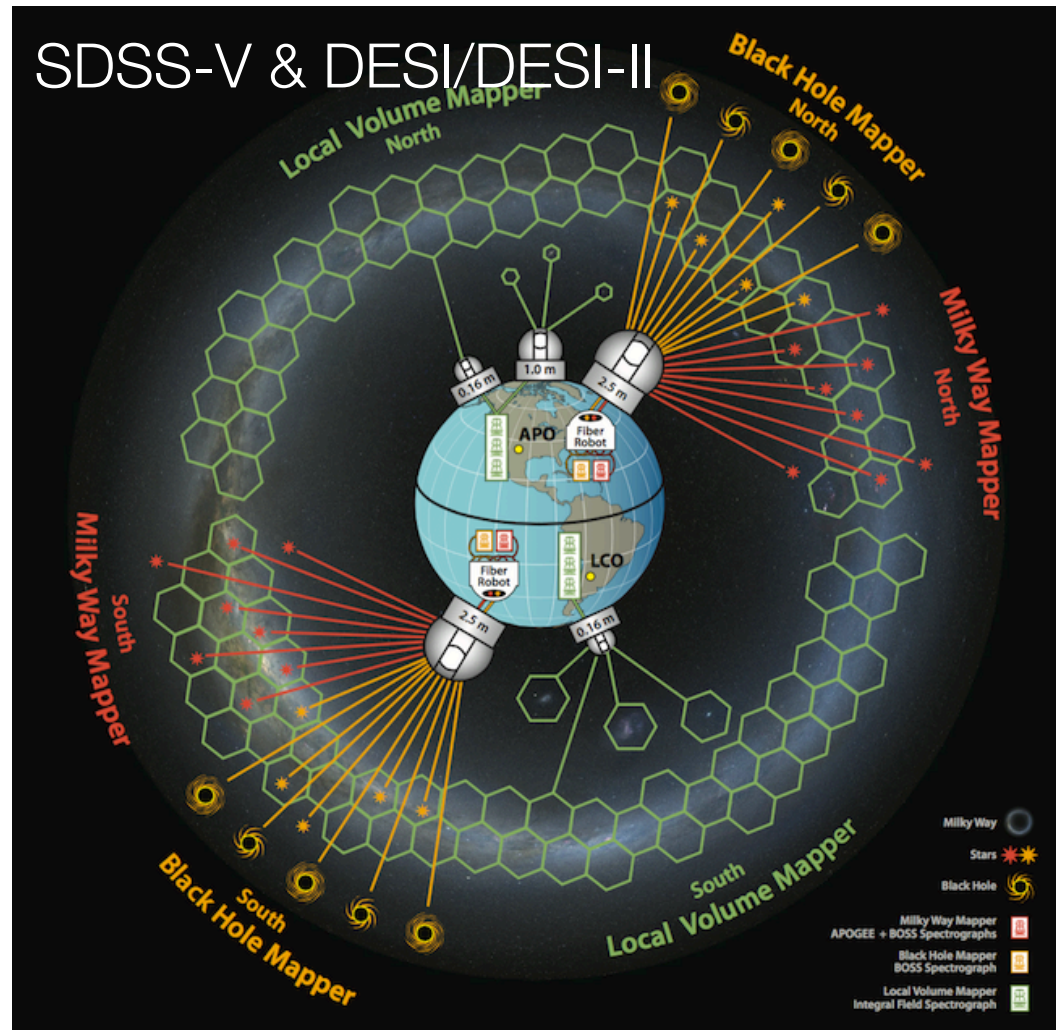 SDSS-V & DESI/DESI-II
Local Volume Mapper
North
Black Hole Mapper
North
Milky Way Mapper
North
0.16 m
1.0 m
2.5 m
APO
Fiber
Robot
Fiber
Robot
LCO
2.5 m
0.16 m
Milky Way Mapper
South
Black Hole Mapper
South
Local Volume Mapper
South
Milky Way
Stars
Black Hole
Milky Way Mapper
APOGEE + BOSS Spectrographs
Black Hole Mapper
BOSS Spectrograph
Local Volume Mapper
Integral Field Spectrograph